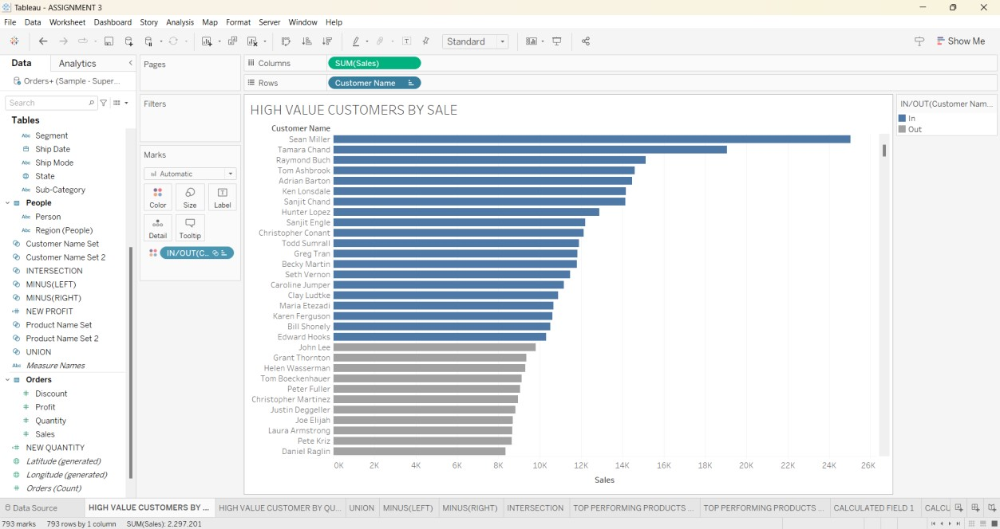 Tableau - ASSIGNMENT 3
File Data Worksheet Dashboard Story Analysis Map Format Server Window Help
Standard
Show Me
Data Analytics
Orders+ (Sample - Super...
Search
Tables
Abc Segment
Ship Date
Abc Ship Mode
State
Abc Sub-Category
People
Abc Person
Abc Region (People)
Customer Name Set
Customer Name Set 2
INTERSECTION
MINUS(LEFT)
MINUS(RIGHT)
NEW PROFIT
Product Name Set
Product Name Set 2
UNION
Abc Measure Names
Orders
# Discount
# Profit
# Quantity
# Sales
NEW QUANTITY
Latitude (generated)
Longitude (generated)
# Orders (Count)
Pages
Filters
Marks
Automatic
Color Size Label
Detail Tooltip
IN/OUT(C..
Columns SUM(Sales)
Rows Customer Name
HIGH VALUE CUSTOMERS BY SALE
Customer Name
Sean Miller
Tamara Chand
Raymond Buch
Tom Ashbrook
Adrian Barton
Ken Lonsdale
Sanjit Chand
Hunter Lopez
Sanjit Engle
Christopher Conant
Todd Sumrall
Greg Tran
Becky Martin
Seth Vernon
Caroline Jumper
Clay Ludtke
Maria Etezadi
Karen Ferguson
Bill Shonely
Edward Hooks
John Lee
Grant Thornton
Helen Wasserman
Tom Boeckenhauer
Peter Fuller
Christopher Martinez
Justin Deggeller
Joe Elijah
Laura Armstrong
Pete Kriz
Daniel Raglin
0K 2K 4K 6K 8K 10K 12K 14K 16K 18K 20K 22K 24K 26K
Sales
IN/OUT(Customer Nam...
In
Out
Data Source HIGH VALUE CUSTOMERS BY ... HIGH VALUE CUSTOMER BY QU... UNION MINUS(LEFT) MINUS(RIGHT) INTERSECTION TOP PERFORMING PRODUCTS ... TOP PERFORMING PRODUCTS ... CALCULATED FIELD 1 CALCU
793 marks 793 rows by 1 column SUM(Sales): 2,297,201